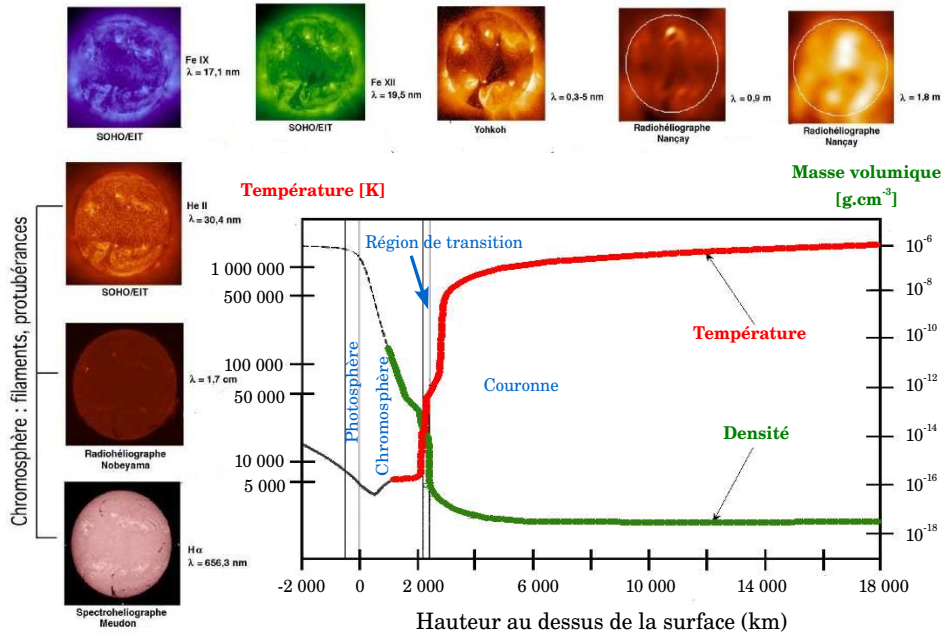 Fe IX
λ = 17,1 nm
SOHO/EIT
Fe XII
λ = 19,5 nm
SOHO/EIT
λ = 0,3-5 nm
Yohkoh
λ = 0,9 m
Radiohéliographe
Nançay
λ = 1,8 m
Radiohéliographe
Nançay
Chromosphère : filaments, protubérances
He II
λ = 30,4 nm
SOHO/EIT
λ = 1,7 cm
Radiohéliographe
Nobeyama
H α
λ = 656,3 nm
Spectroheliographe
Meudon
Température [K]
Masse volumique
[g.cm-3]
1 000 000
500 000
100 000
50 000
10 000
5 000
Région de transition
Photosphère
Chromosphère
Couronne
Température
Densité
10-6
10-8
10-10
10-12
10-14
10-16
10-18
-2 000
0
2 000
6 000
10 000
14 000
18 000
Hauteur au dessus de la surface (km)